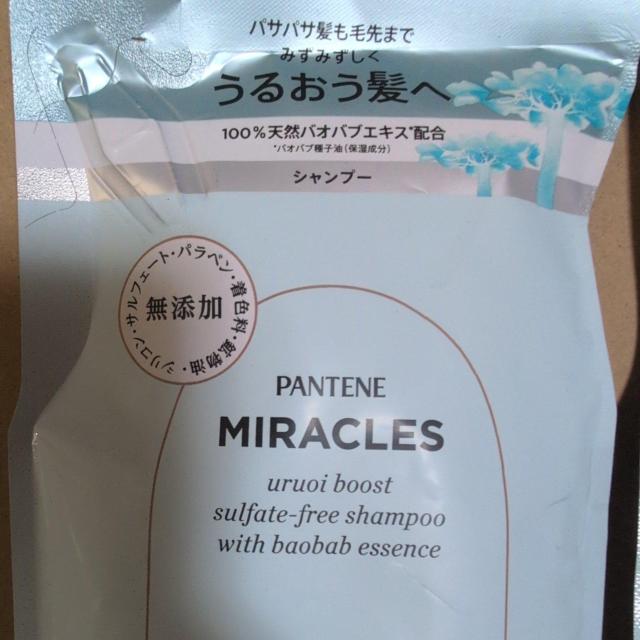 パサパサ髪も毛先まで
みずみずしく
うるおう髪へ
100%天然バオバブエキス*配合
*バオバブ種子油(保湿成分)
シャンプー
シリコン・サルフェート・パラベン・着色料・鉱物油・
無添加
PANTENE
MIRACLES
uruoi boost
sulfate-free shampoo
with baobab essence